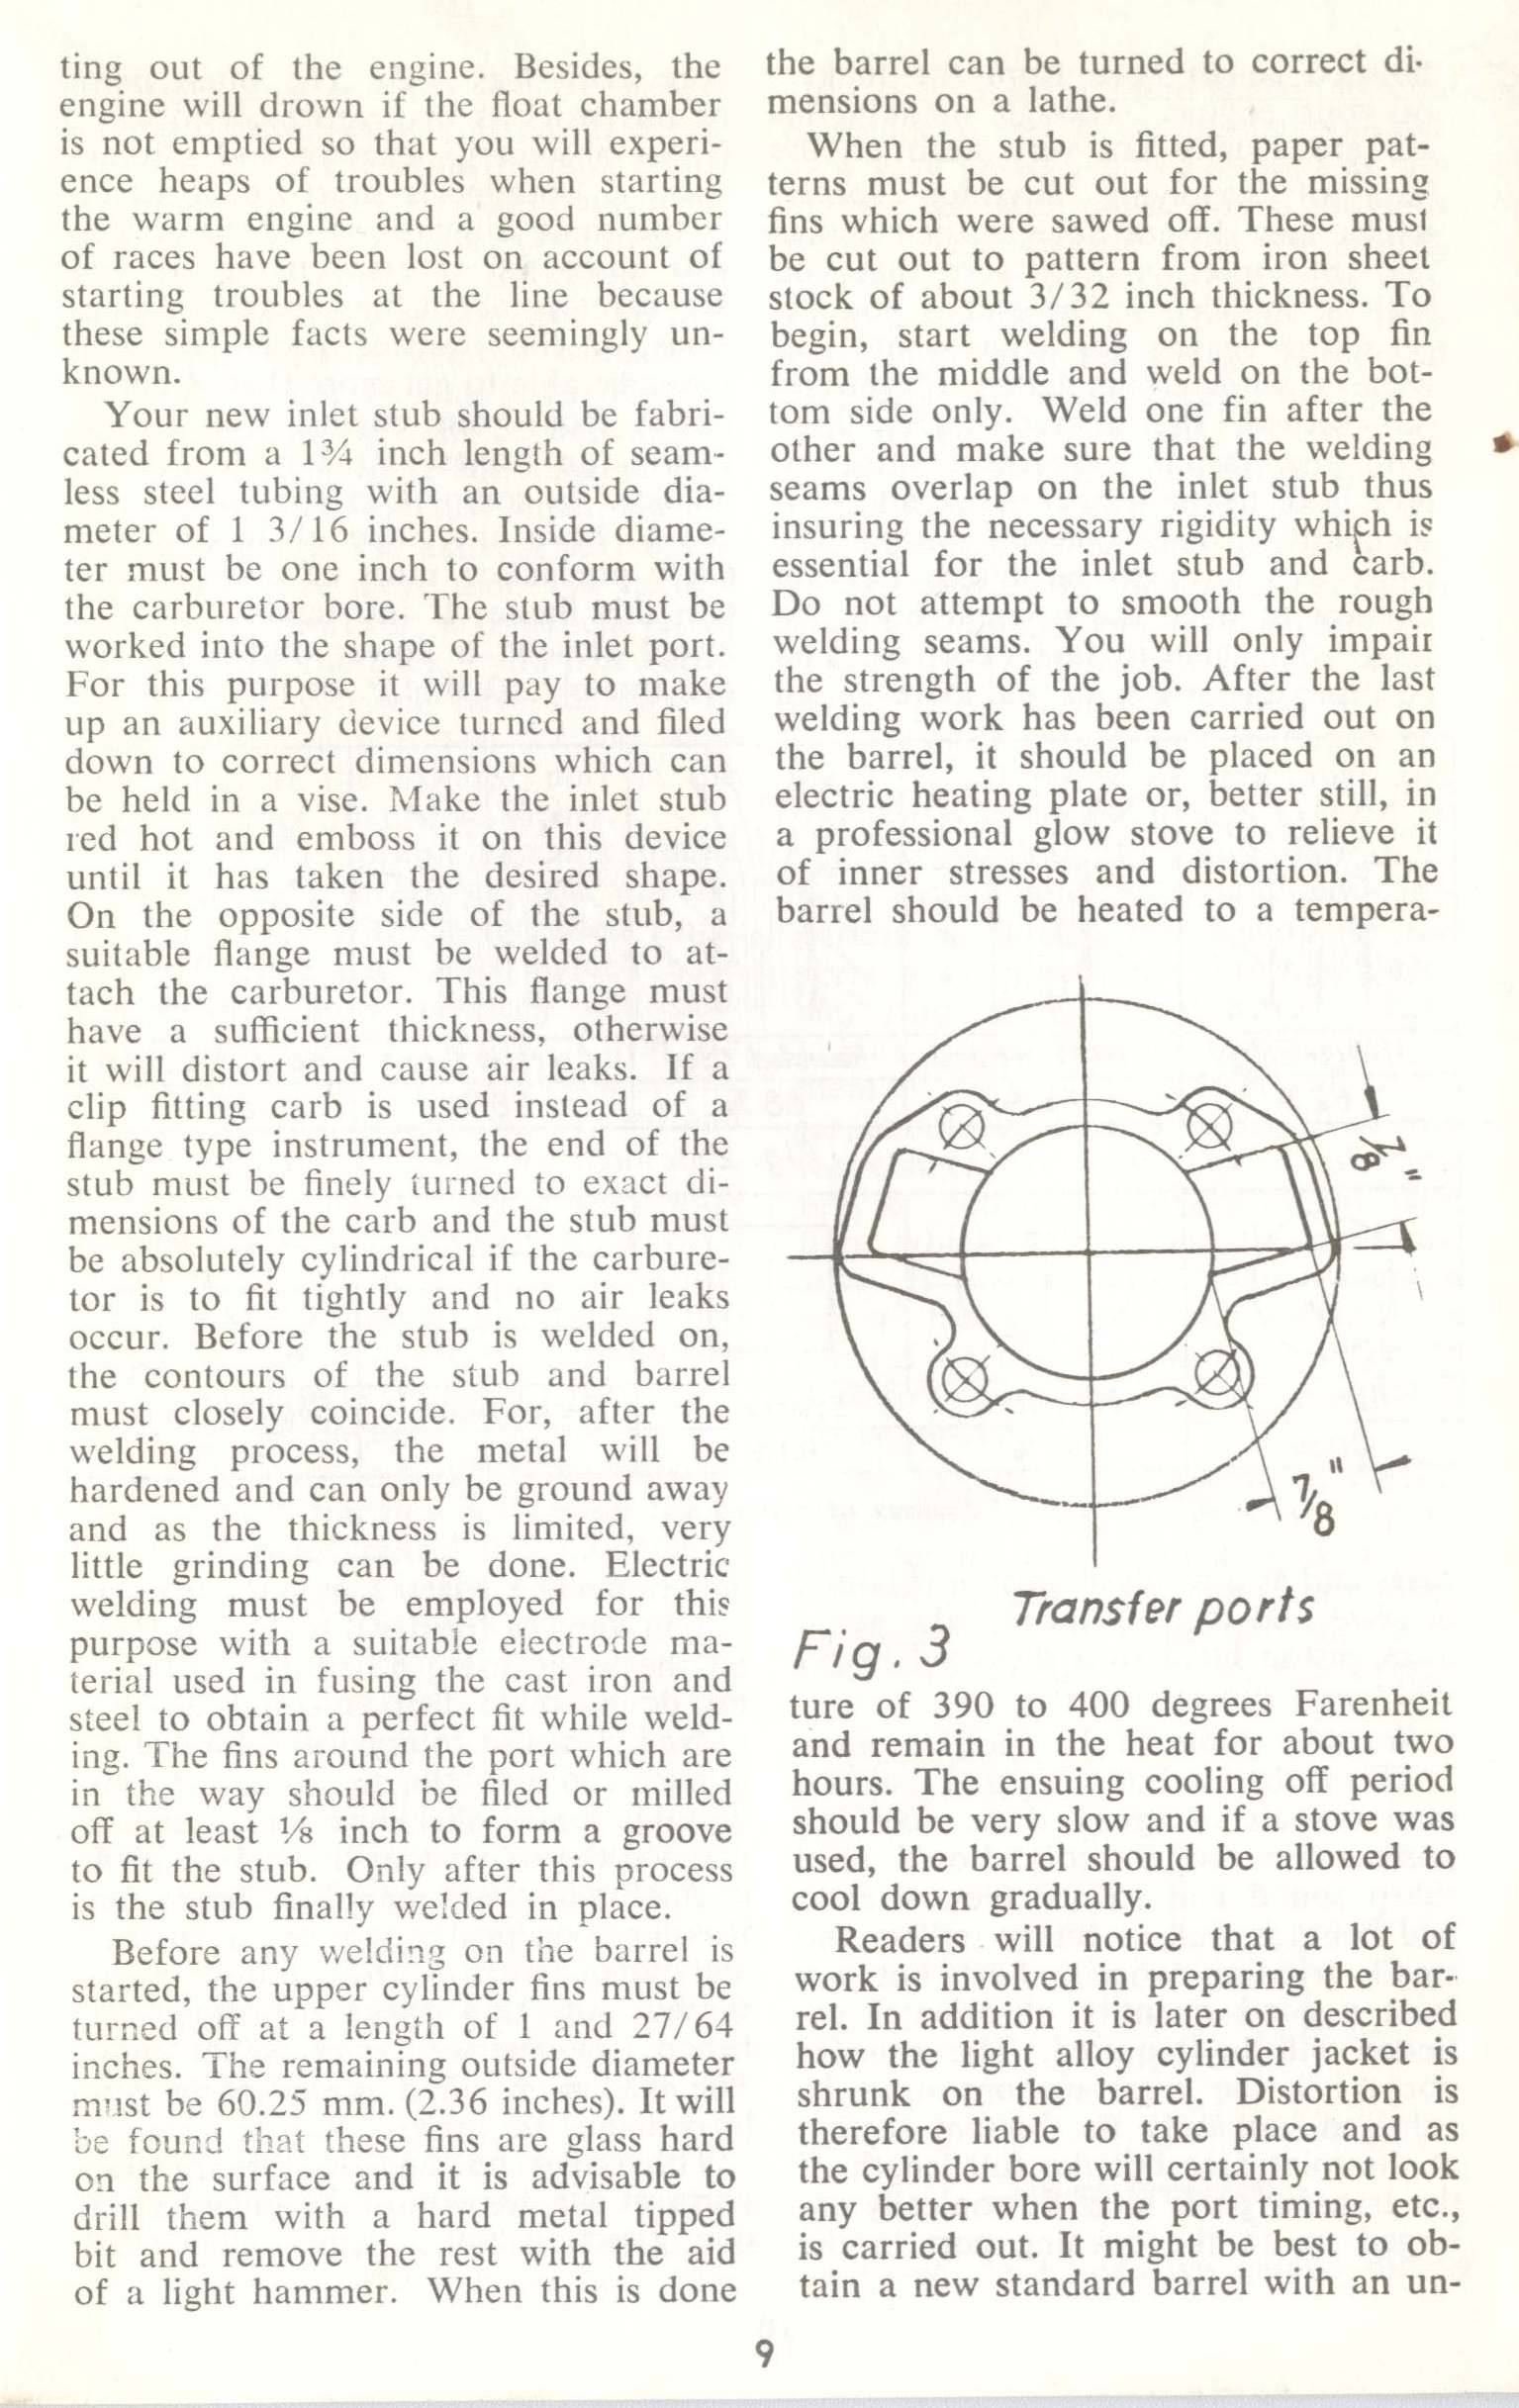 ting out of the engine. Besides, the
engine will drown if the float chamber
is not emptied so that you will experi-
ence heaps of troubles when starting
the warm engine and a good number
of races have been lost on account of
starting troubles at the line because
these simple facts were seemingly un-
known.
Your new inlet stub should be fabri-
cated from a 1¾ inch length of seam-
less steel tubing with an outside dia-
meter of 1 3/16 inches. Inside diame-
ter must be one inch to conform with
the carburetor bore. The stub must be
worked into the shape of the inlet port.
For this purpose it will pay to make
up an auxiliary device turned and filed
down to correct dimensions which can
be held in a vise. Make the inlet stub
red hot and emboss it on this device
until it has taken the desired shape.
On the opposite side of the stub, a
suitable flange must be welded to at-
tach the carburetor. This flange must
have a sufficient thickness, otherwise
it will distort and cause air leaks. If a
clip fitting carb is used instead of a
flange type instrument, the end of the
stub must be finely turned to exact di-
mensions of the carb and the stub must
be absolutely cylindrical if the carbure-
tor is to fit tightly and no air leaks
occur. Before the stub is welded on,
the contours of the stub and barrel
must closely coincide. For, after the
welding process, the metal will be
hardened and can only be ground away
and as the thickness is limited, very
little grinding can be done. Electric
welding must be employed for this
purpose with a suitable electrode ma-
terial used in fusing the cast iron and
steel to obtain a perfect fit while weld-
ing. The fins around the port which are
in the way should be filed or milled
off at least ⅛ inch to form a groove
to fit the stub. Only after this process
is the stub finally welded in place.
Before any welding on the barrel is
started, the upper cylinder fins must be
turned off at a length of 1 and 27/64
inches. The remaining outside diameter
must be 60.25 mm. (2.36 inches). It will
be found that these fins are glass hard
on the surface and it is advisable to
drill them with a hard metal tipped
bit and remove the rest with the aid
of a light hammer. When this is done
the barrel can be turned to correct di-
mensions on a lathe.
When the stub is fitted, paper pat-
terns must be cut out for the missing
fins which were sawed off. These must
be cut out to pattern from iron sheet
stock of about 3/32 inch thickness. To
begin, start welding on the top fin
from the middle and weld on the bot-
tom side only. Weld one fin after the
other and make sure that the welding
seams overlap on the inlet stub thus
insuring the necessary rigidity which is
essential for the inlet stub and carb.
Do not attempt to smooth the rough
welding seams. You will only impair
the strength of the job. After the last
welding work has been carried out on
the barrel, it should be placed on an
electric heating plate or, better still, in
a professional glow stove to relieve it
of inner stresses and distortion. The
barrel should be heated to a tempera-
⅞"
⅞"
Transfer ports
Fig. 3
ture of 390 to 400 degrees Farenheit
and remain in the heat for about two
hours. The ensuing cooling off period
should be very slow and if a stove was
used, the barrel should be allowed to
cool down gradually.
Readers will notice that a lot of
work is involved in preparing the bar-
rel. In addition it is later on described
how the light alloy cylinder jacket is
shrunk on the barrel. Distortion is
therefore liable to take place and as
the cylinder bore will certainly not look
any better when the port timing, etc.,
is carried out. It might be best to ob-
tain a new standard barrel with an un-
9